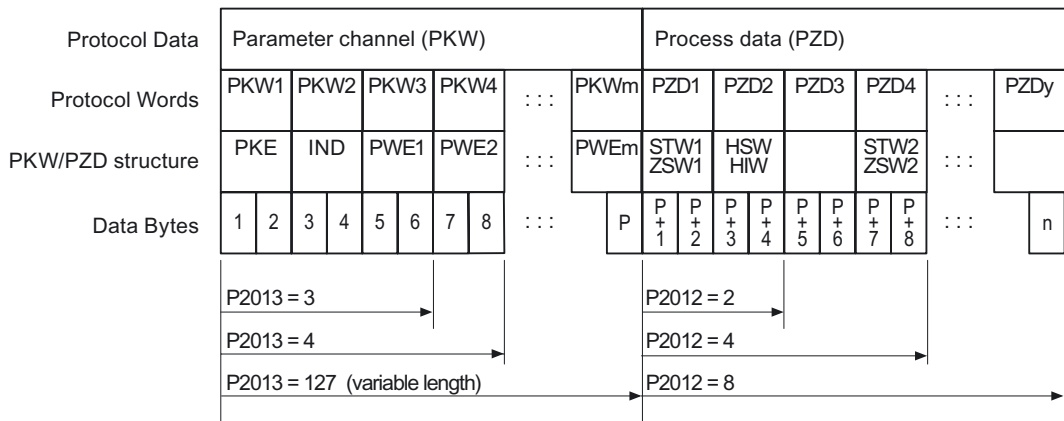 Protocol Data Parameter channel (PKW) Process data (PZD)
Protocol Words PKW1 PKW2 PKW3 PKW4 : : : PKWm PZD1 PZD2 PZD3 PZD4 : : : PZDy
PKW/PZD structure PKE IND PWE1 PWE2 : : : PWEm STW1 ZSW1 HSW HIW STW2 ZSW2 : : :
Data Bytes 1 2 3 4 5 6 7 8 : : : P P+1 P+2 P+3 P+4 P+5 P+6 P+7 P+8 : : : n
P2013 = 3 P2012 = 2
P2013 = 4 P2012 = 4
P2013 = 127 (variable length) P2012 = 8